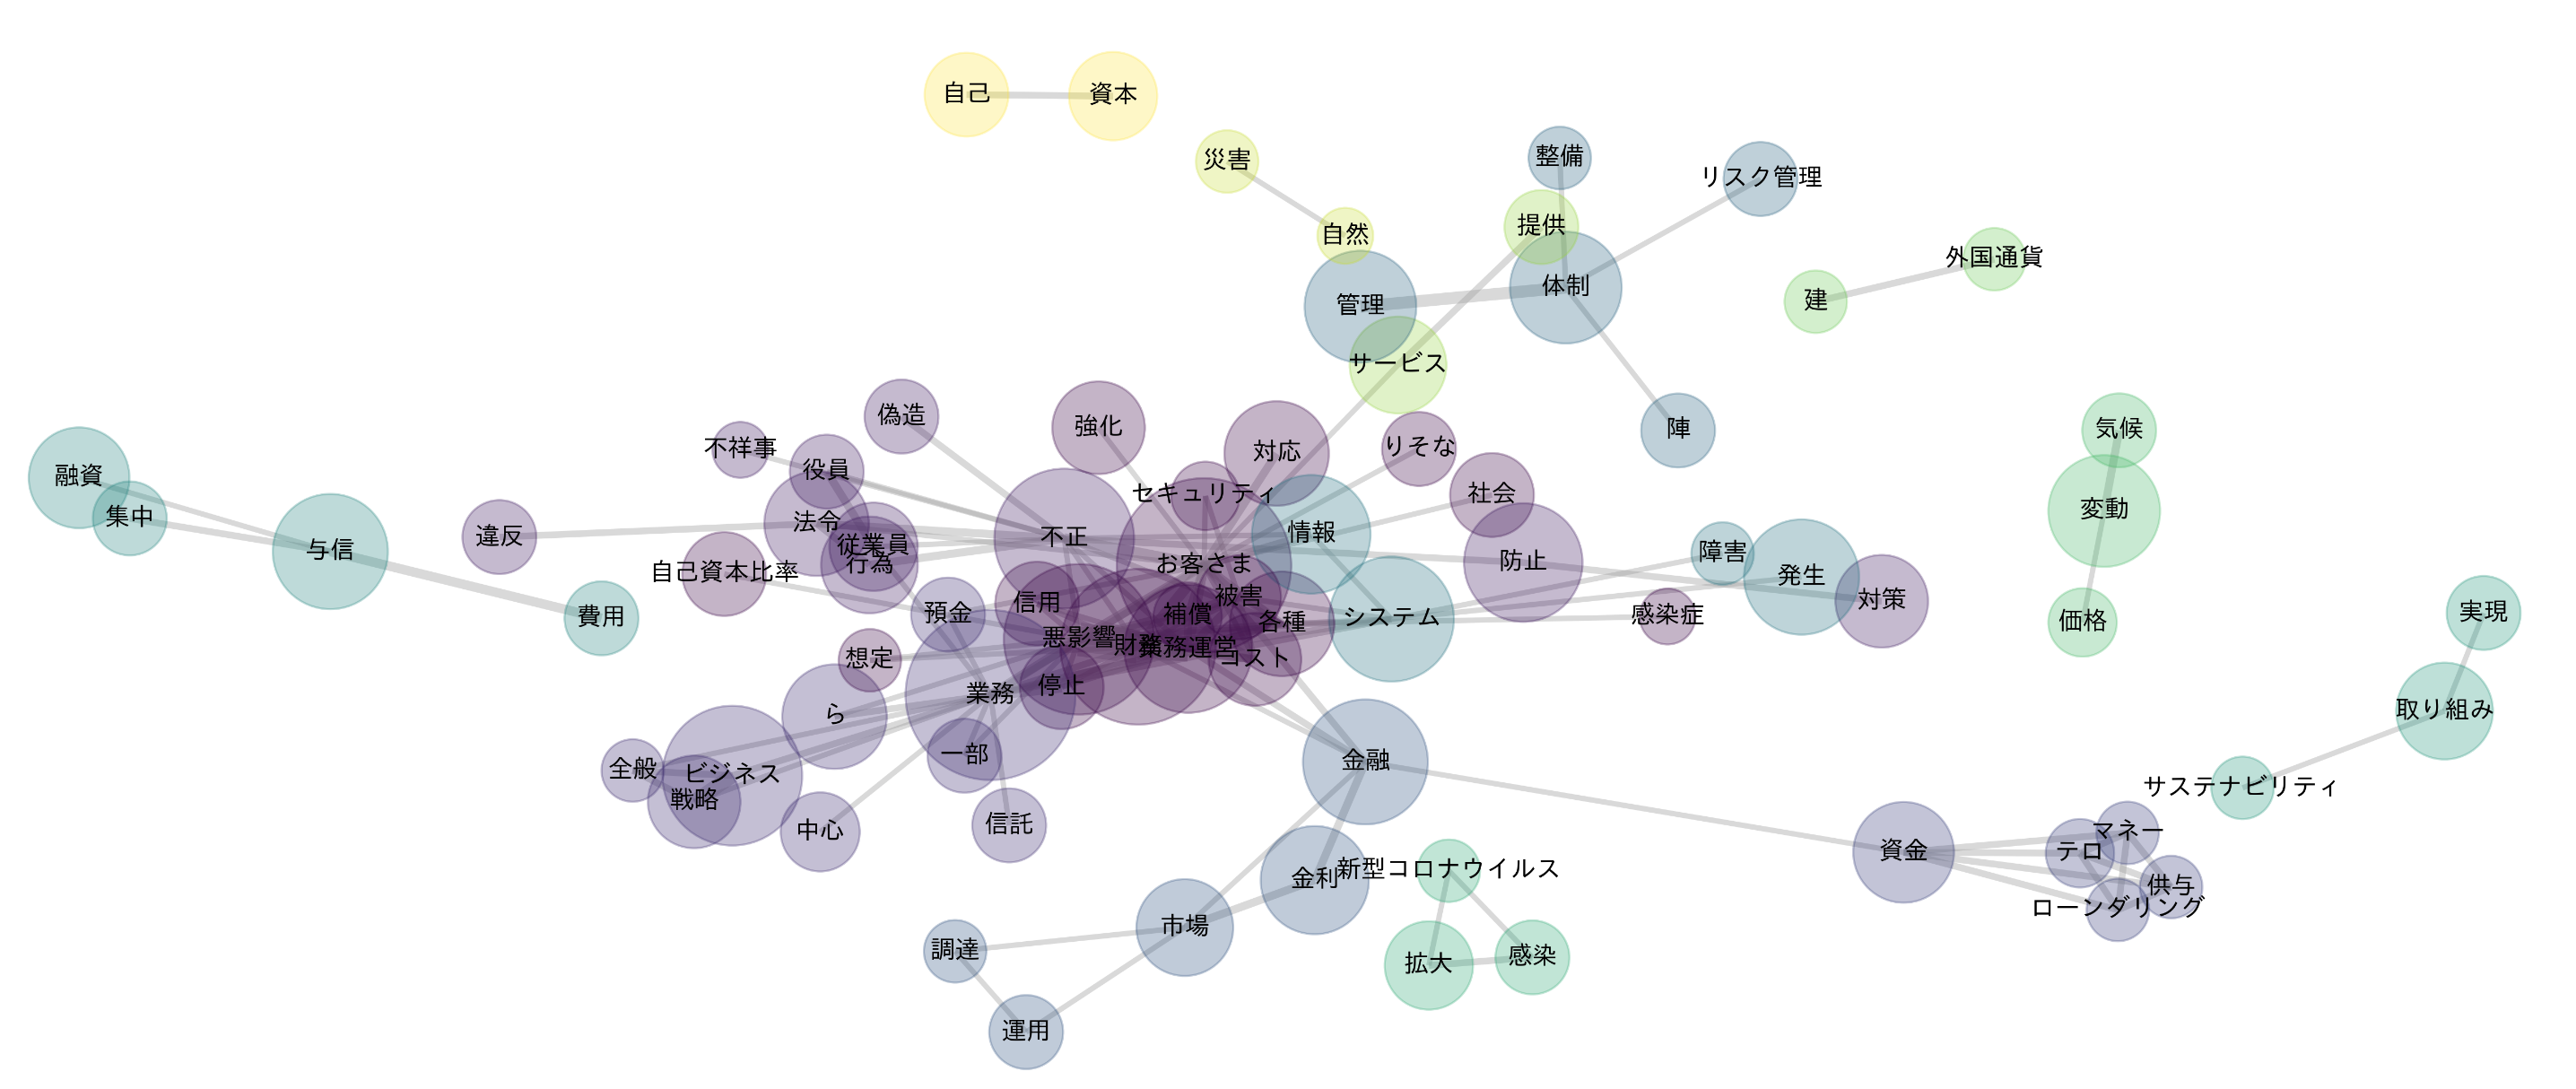 自己
資本
災害
整備
リスク管理
提供
自然
外国通貨
体制
建
管理
サービス
偽造
強化
陣
気候
不祥事
対応
りそな
役員
融資
セキュリティ
社会
変動
集中
法令
違反
不正
情報
与信
従業員
障害
防止
行為
お客さま
自己資本比率
発生
被害
対策
信用
預金
補償
感染症
実現
費用
システム
各種
価格
悪影響
財務
業務運営
想定
コスト
停止
業務
取り組み
ら
一部
金融
全般
ビジネス
サステナビリティ
戦略
信託
中心
マネー
資金
テロ
新型コロナウイルス
金利
供与
ローンダリング
市場
調達
感染
拡大
運用